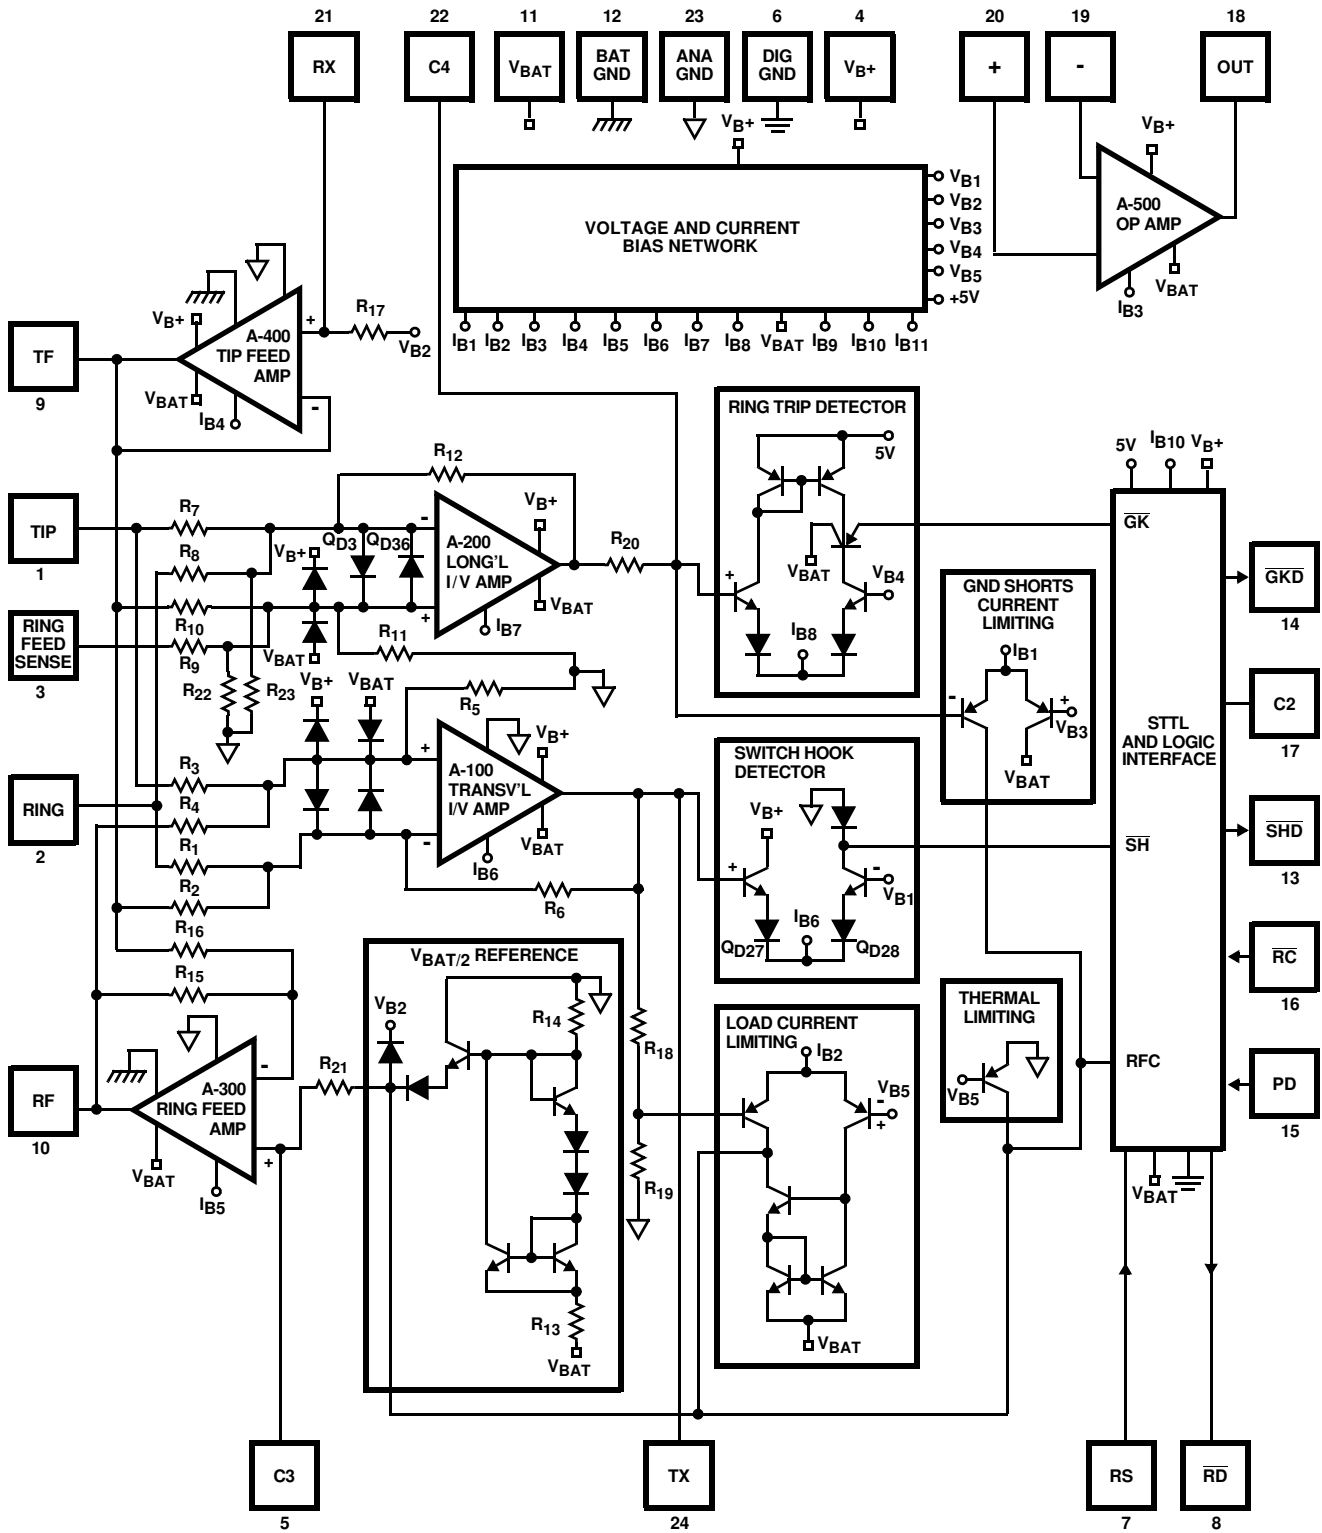 21
22
11
12
23
6
4
20
19
18
RX
C4
VBAT
BAT
GND
ANA
GND
DIG
GND
VB+
+
-
OUT
VB+
VB+
VOLTAGE AND CURRENT
BIAS NETWORK
VB1
VB2
VB3
VB4
VB5
+5V
A-500
OP AMP
VBAT
IB3
IB1
IB2
IB3
IB4
IB5
IB6
IB7
IB8
VBAT
IB9
IB10
IB11
TF
9
VB+
A-400
TIP FEED
AMP
+
-
R17
VB2
VBAT
IB4
RING TRIP DETECTOR
5V
VBAT
VB4
+
IB8
5V
IB10
VB+
TIP
1
R7
R8
R10
R9
R22
R23
R12
VB+
QD3
QD36
-
+
A-200
LONG'L
I/V AMP
VB+
VBAT
IB7
R20
R11
VBAT
RING
FEED
SENSE
3
VB+
VBAT
R5
GND SHORTS
CURRENT
LIMITING
IB1
-
+
VB3
VBAT
GK
STTL
AND LOGIC
INTERFACE
SH
RFC
GKD
14
C2
17
SHD
13
RC
16
PD
15
RING
2
R3
R4
R1
R2
R16
R15
+
-
A-100
TRANSV'L
I/V AMP
VB+
VBAT
IB6
R6
SWITCH HOOK
DETECTOR
VB+
+
-
VB1
IB6
QD27
QD28
VBAT/2 REFERENCE
VB2
R14
R13
VBAT
R18
R19
LOAD CURRENT
LIMITING
IB2
VB5
-
+
VBAT
THERMAL
LIMITING
VB5
RF
10
A-300
RING FEED
AMP
-
+
VBAT
IB5
R21
VBAT
C3
5
TX
24
RS
7
RD
8